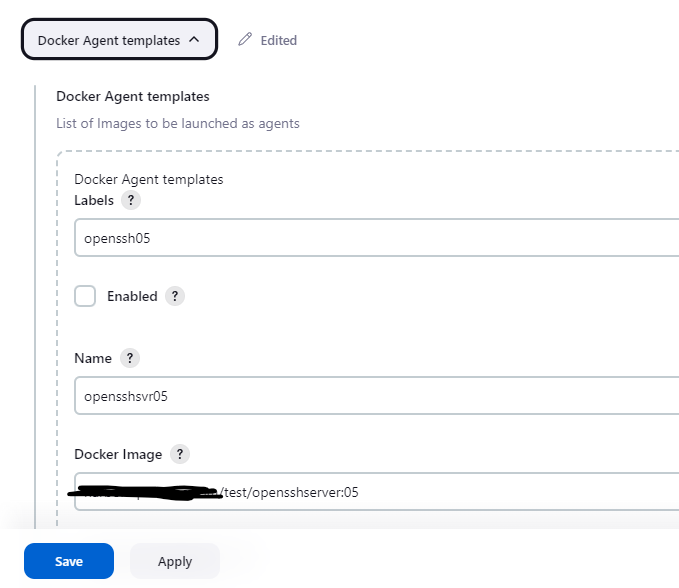 Docker Agent templates
Edited
Docker Agent templates
List of Images to be launched as agents
Docker Agent templates
Labels ?
openssh05
Enabled ?
Name ?
opensshsvr05
Docker Image ?
/test/opensshserver:05
Save
Apply